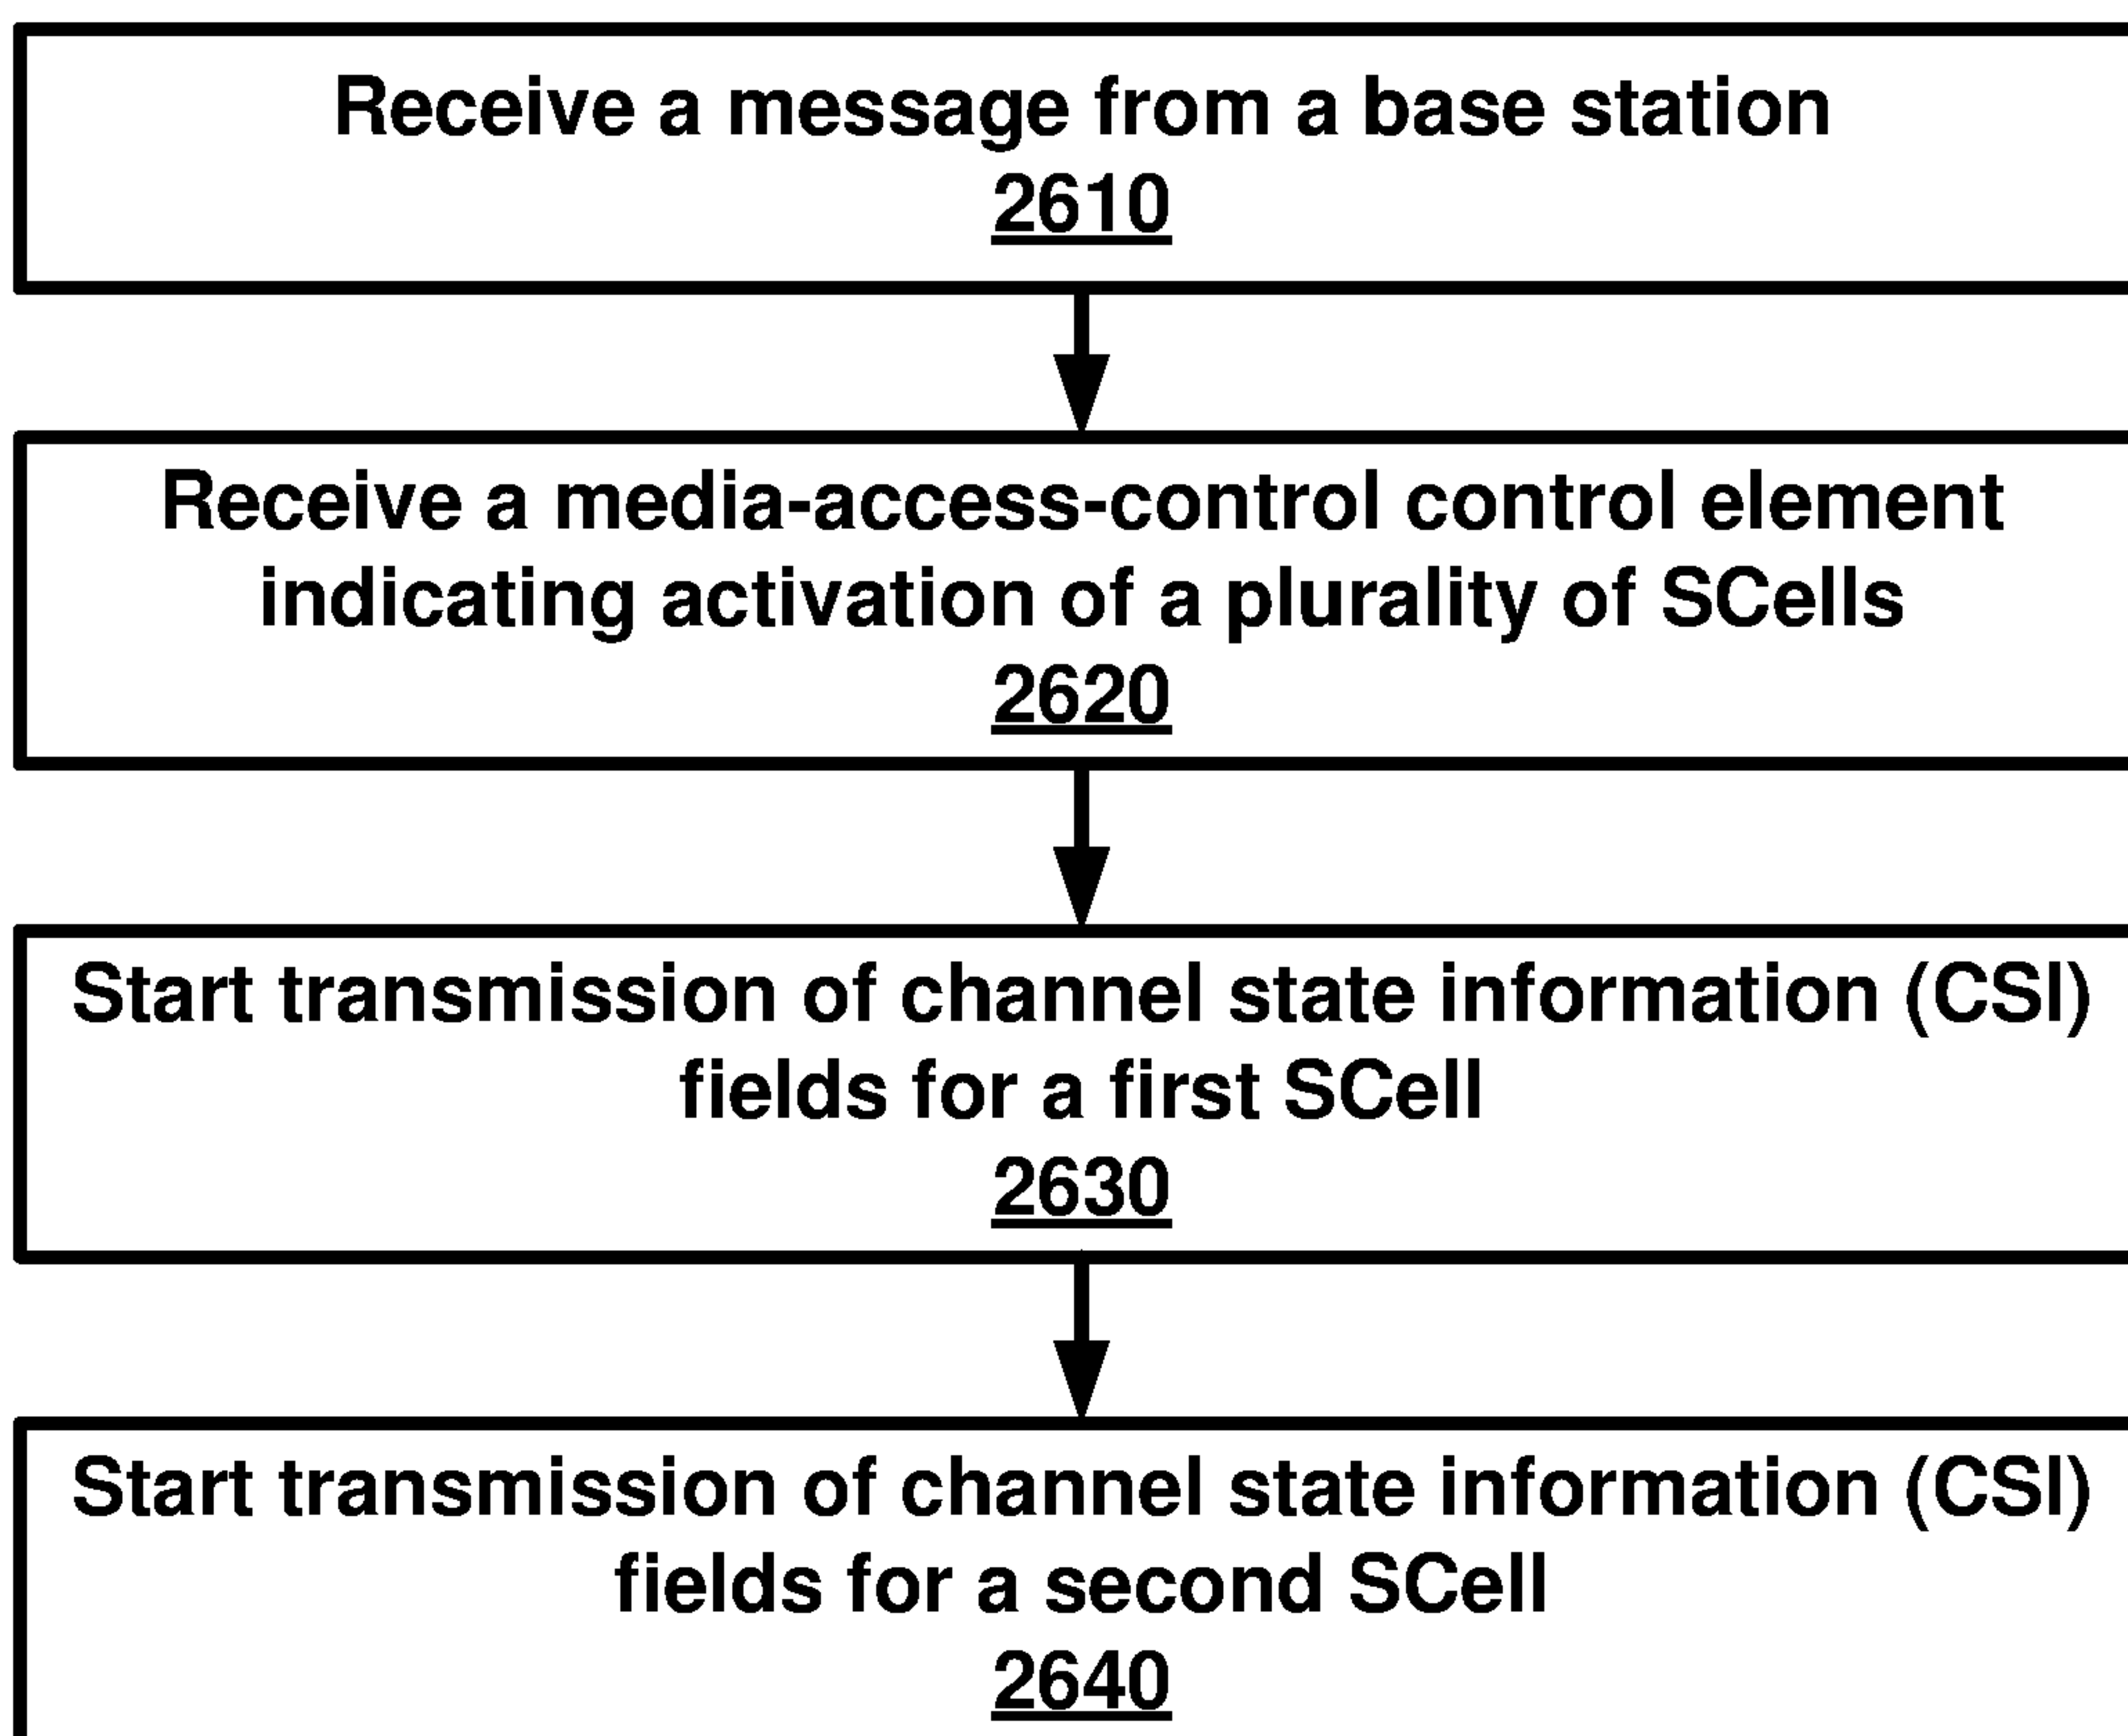 Receive a message from a base station
2610
Receive a media-access-control control element
indicating activation of a plurality of SCells
2620
Start transmission of channel state information (CSI)
fields for a first SCell
2630
Start transmission of channel state information (CSI)
fields for a second SCell
2640